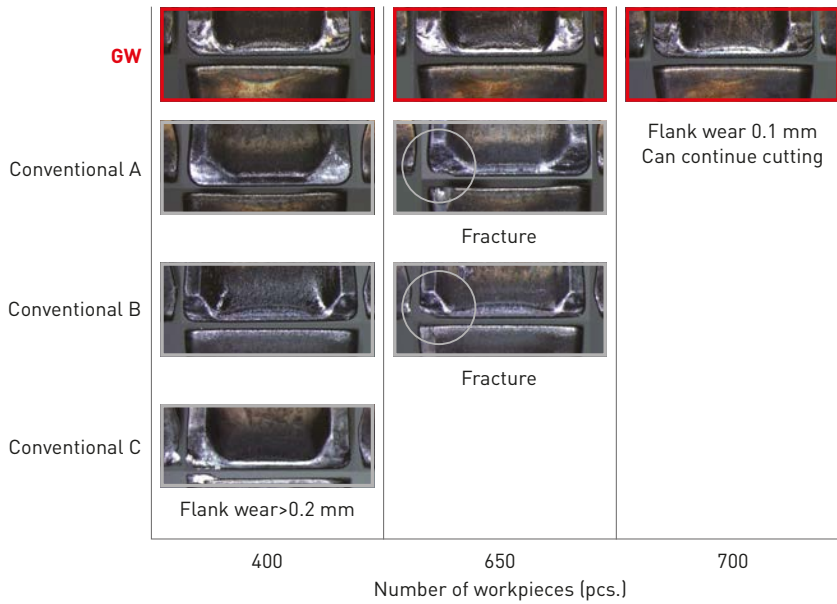 GW
Flank wear 0.1 mm
Can continue cutting
Conventional A
Fracture
Conventional B
Fracture
Conventional C
Flank wear>0.2 mm
400
650
700
Number of workpieces (pcs.)